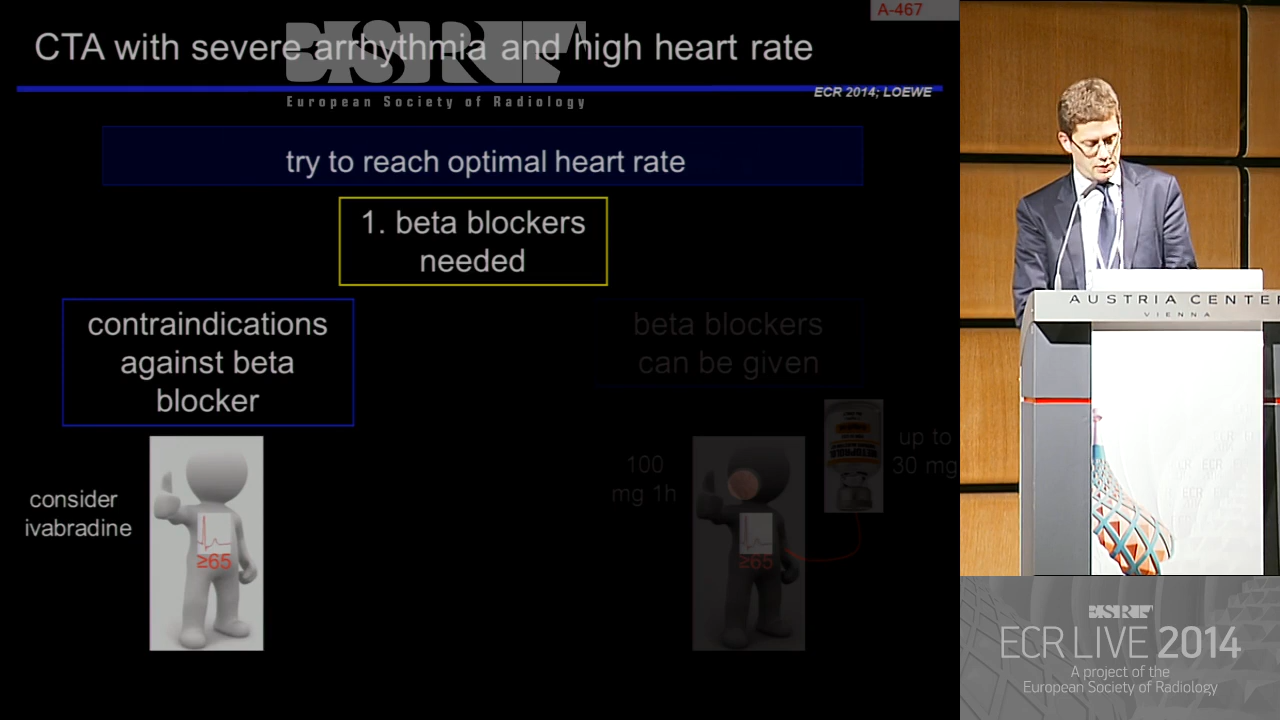 A-467
CTA with severe arrhythmia and high heart rate
European Society of Radiology
ECR 2014; LOEWE
try to reach optimal heart rate
1. beta blockers
needed
contraindications
against beta
blocker
beta blockers
can be given
consider
ivabradine
≥65
100
mg 1h
≥65
up to
30 mg
AUSTRIA CENTER
VIENNA
ECR LIVE 2014
A project of the
European Society of Radiology